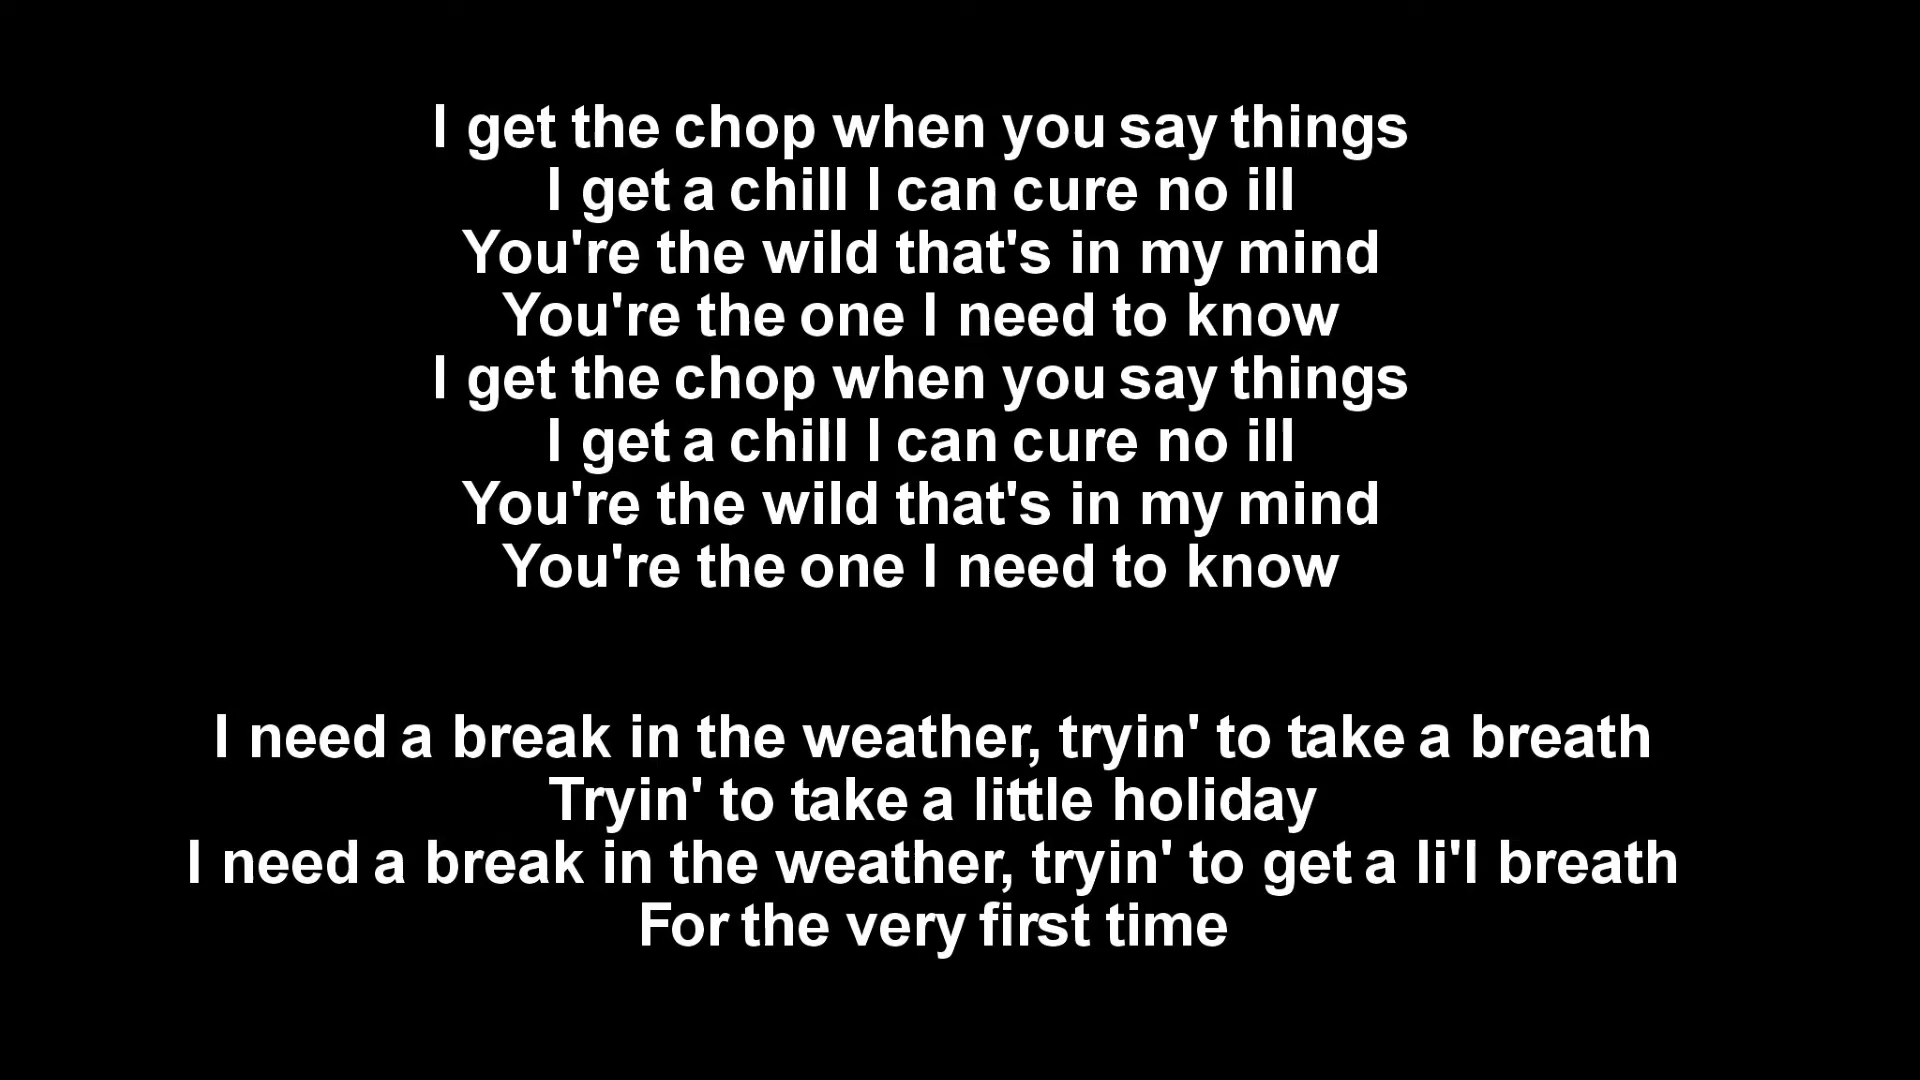 I get the chop when you say things
I get a chill I can cure no ill
You're the wild that's in my mind
You're the one I need to know
I get the chop when you say things
I get a chill I can cure no ill
You're the wild that's in my mind
You're the one I need to know
I need a break in the weather, tryin' to take a breath
Tryin' to take a little holiday
I need a break in the weather, tryin' to get a li'l breath
For the very first time